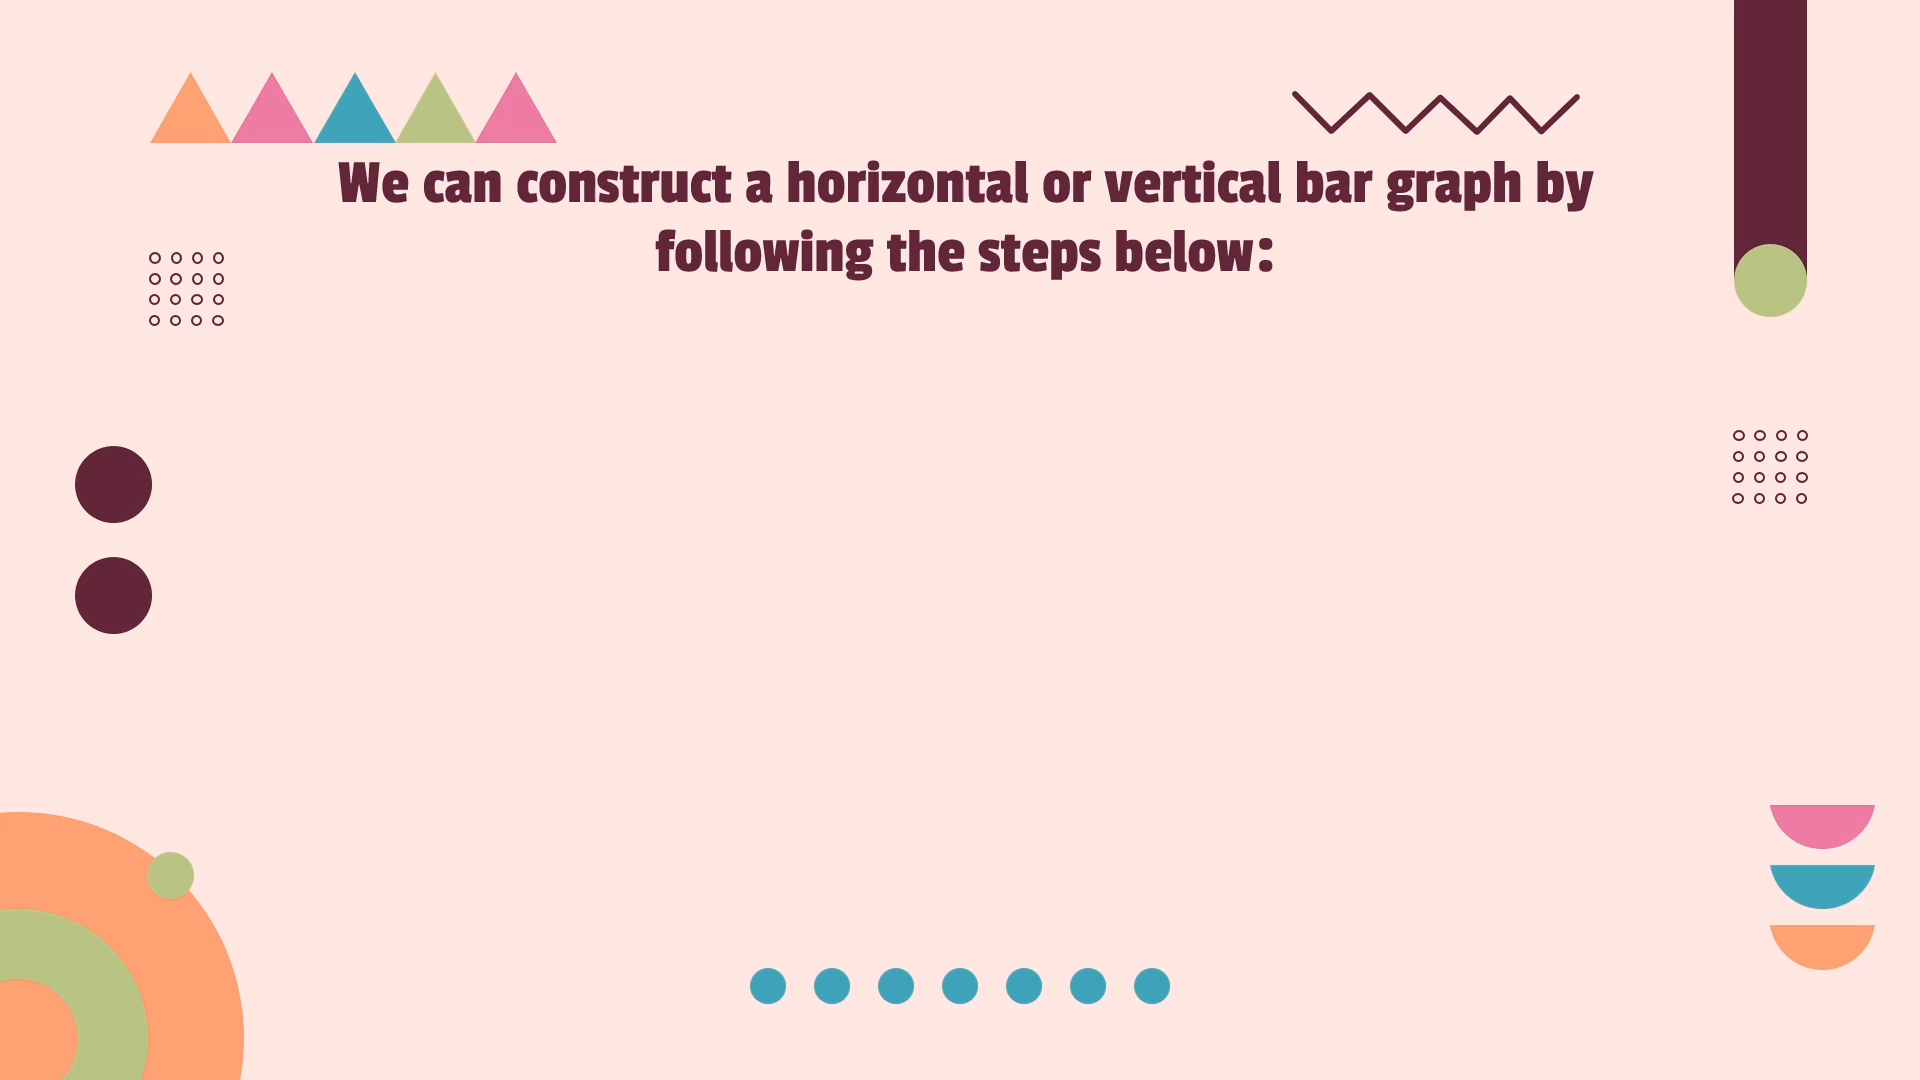 We can construct a horizontal or vertical bar graph by
following the steps below: